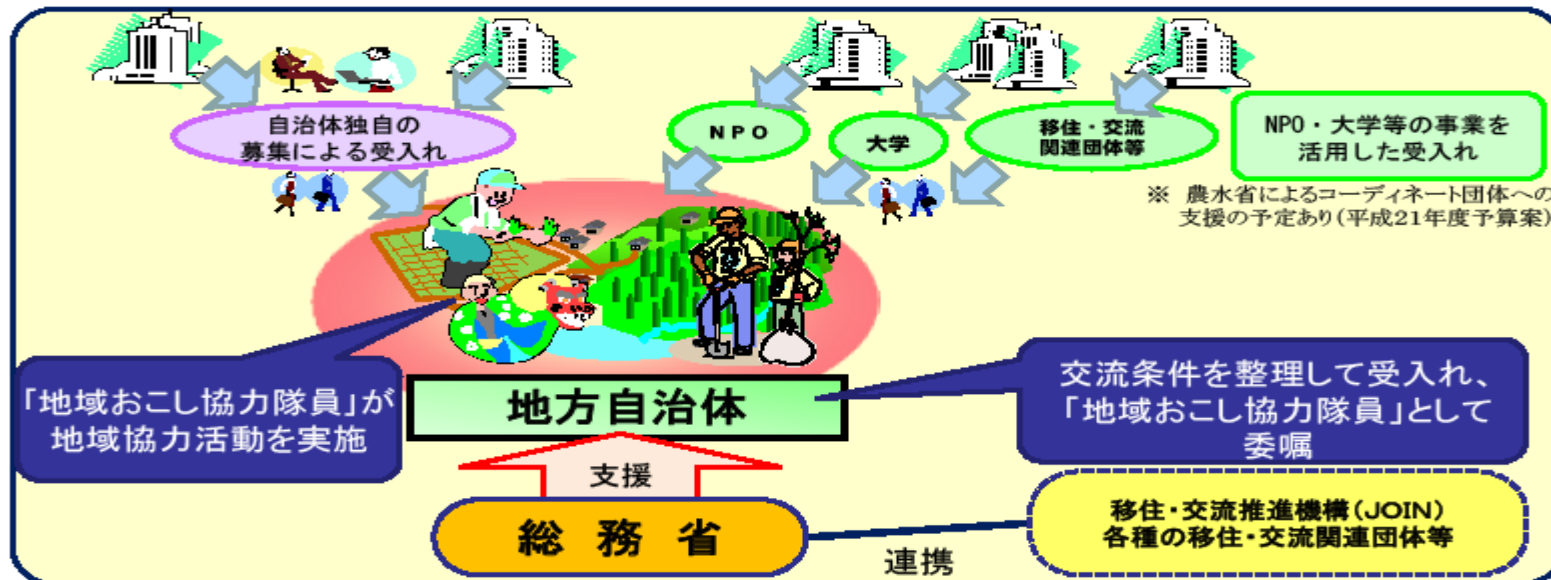 自治体独自の
募集による受入れ
NPO
大学
移住・交流
関連団体等
NPO・大学等の事業を
活用した受入れ
※ 農水省によるコーディネート団体への
支援の予定あり(平成21年度予算案)
「地域おこし協力隊員」が
地域協力活動を実施
地方自治体
交流条件を整理して受入れ、
「地域おこし協力隊員」として
委嘱
支援
総務省
連携
移住・交流推進機構(JOIN)
各種の移住・交流関連団体等